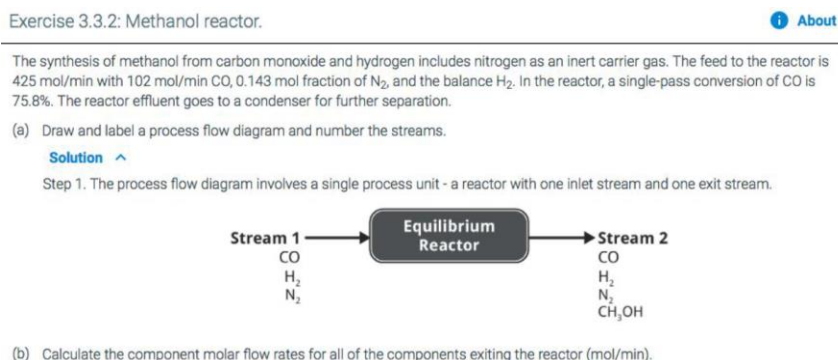 Exercise 3.3.2: Methanol reactor.
i About
The synthesis of methanol from carbon monoxide and hydrogen includes nitrogen as an inert carrier gas. The feed to the reactor is
425 mol/min with 102 mol/min CO, 0.143 mol fraction of N₂, and the balance H₂. In the reactor, a single-pass conversion of CO is
75.8%. The reactor effluent goes to a condenser for further separation.
(a) Draw and label a process flow diagram and number the streams.
Solution
Step 1. The process flow diagram involves a single process unit - a reactor with one inlet stream and one exit stream.
Stream 1
CO
H₂
N₂
Equilibrium
Reactor
Stream 2
CO
H₂
N₂
CH₃OH
(b) Calculate the component molar flow rates for all of the components exiting the reactor (mol/min).